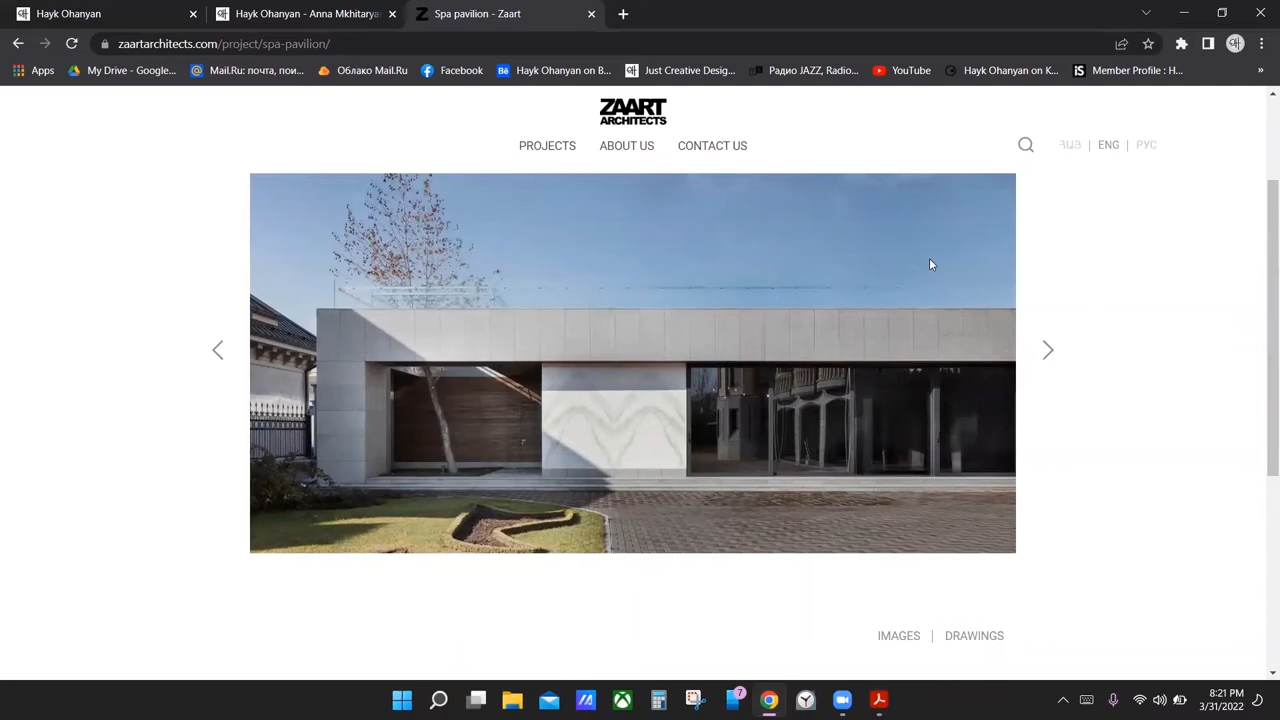 Hayk Ohanyan
Hayk Ohanyan - Anna Mkhitarya
Spa pavilion - Zaart
zaartarchitects.com/project/spa-pavilion/
Apps
My Drive - Google...
Mail.Ru: почта, пои...
Облако Mail.Ru
Facebook
Hayk Ohanyan on B...
Just Creative Desig...
Радио JAZZ, Радио...
YouTube
Hayk Ohanyan on K...
Member Profile : H...
»
ZAART
ARCHITECTS
PROJECTS
ABOUT US
CONTACT US
ՀԱՅ | ENG | РУС
IMAGES | DRAWINGS
7
8:21 PM
3/31/2022